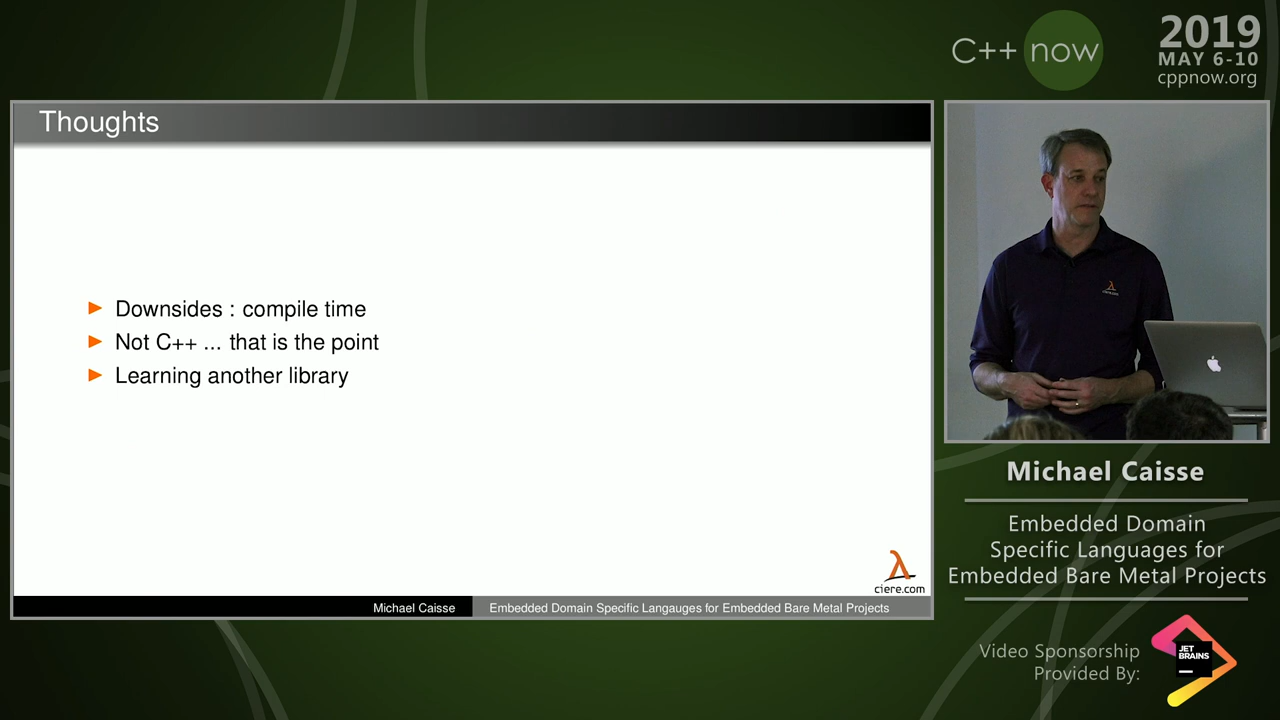 C++ now
2019
MAY 6-10
cppnow.org
Thoughts
Downsides : compile time
Not C++ ... that is the point
Learning another library
ciere.com
Michael Caisse
Embedded Domain Specific Langauges for Embedded Bare Metal Projects
Michael Caisse
Embedded Domain
Specific Languages for
Embedded Bare Metal Projects
Video Sponsorship
Provided By:
JET
BRAINS